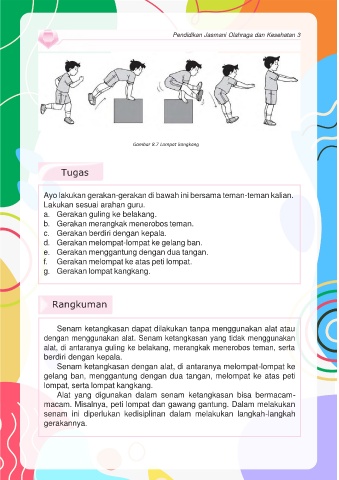 Pendidkan Jasmani Olahraga dan Kesehatan 3
Gambar 8.7 Lompat kangkang
Tugas
Ayo lakukan gerakan-gerakan di bawah ini bersama teman-teman kalian.
Lakukan sesuai arahan guru.
a. Gerakan guling ke belakang.
b. Gerakan merangkak menerobos teman.
c. Gerakan berdiri dengan kepala.
d. Gerakan melompat-lompat ke gelang ban.
e. Gerakan menggantung dengan dua tangan.
f. Gerakan melompat ke atas peti lompat.
g. Gerakan lompat kangkang.
Rangkuman
Senam ketangkasan dapat dilakukan tanpa menggunakan alat atau
dengan menggunakan alat. Senam ketangkasan yang tidak menggunakan
alat, di antaranya guling ke belakang, merangkak menerobos teman, serta
berdiri dengan kepala.
Senam ketangkasan dengan alat, di antaranya melompat-lompat ke
gelang ban, menggantung dengan dua tangan, melompat ke atas peti
lompat, serta lompat kangkang.
Alat yang digunakan dalam senam ketangkasan bisa bermacam-
macam. Misalnya, peti lompat dan gawang gantung. Dalam melakukan
senam ini diperlukan kedisiplinan dalam melakukan langkah-langkah
gerakannya.